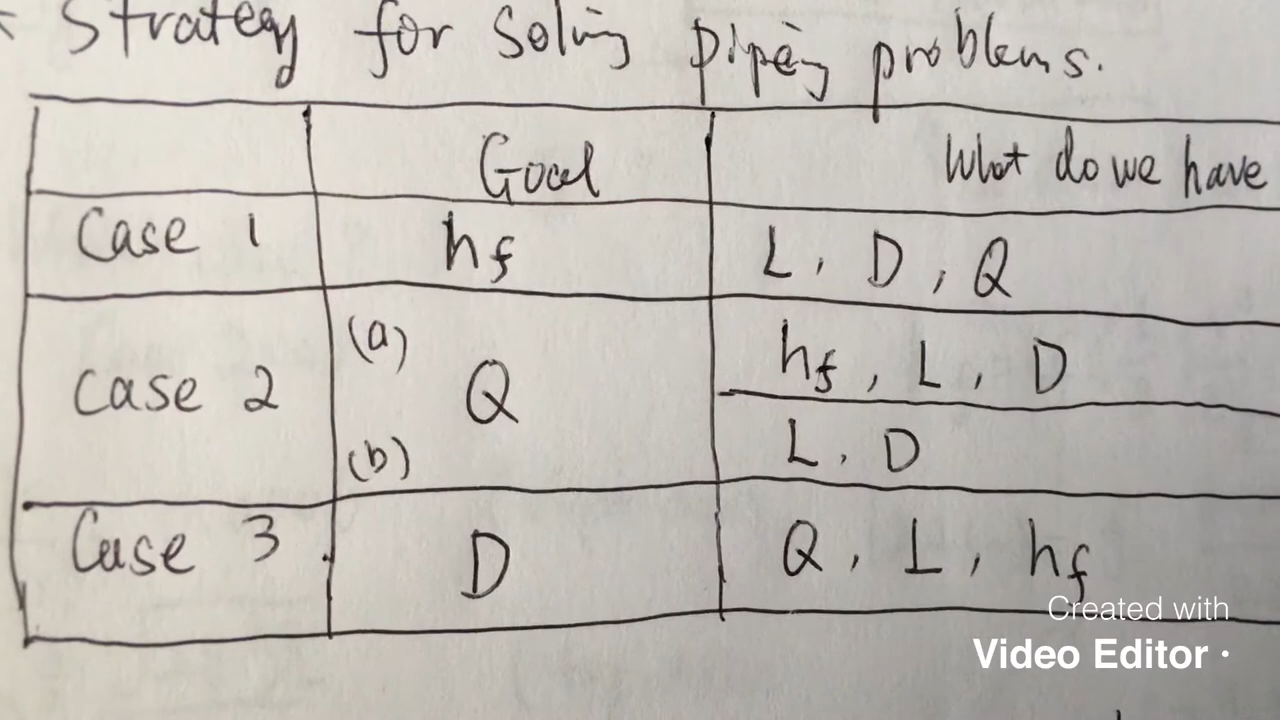 Strategy for Solving piping problems.
Goal What do we have
Case 1 hf L, D, Q
Case 2 (a) Q hf, L, D
(b) L, D
Case 3 D Q, L, hf
Created with
Video Editor